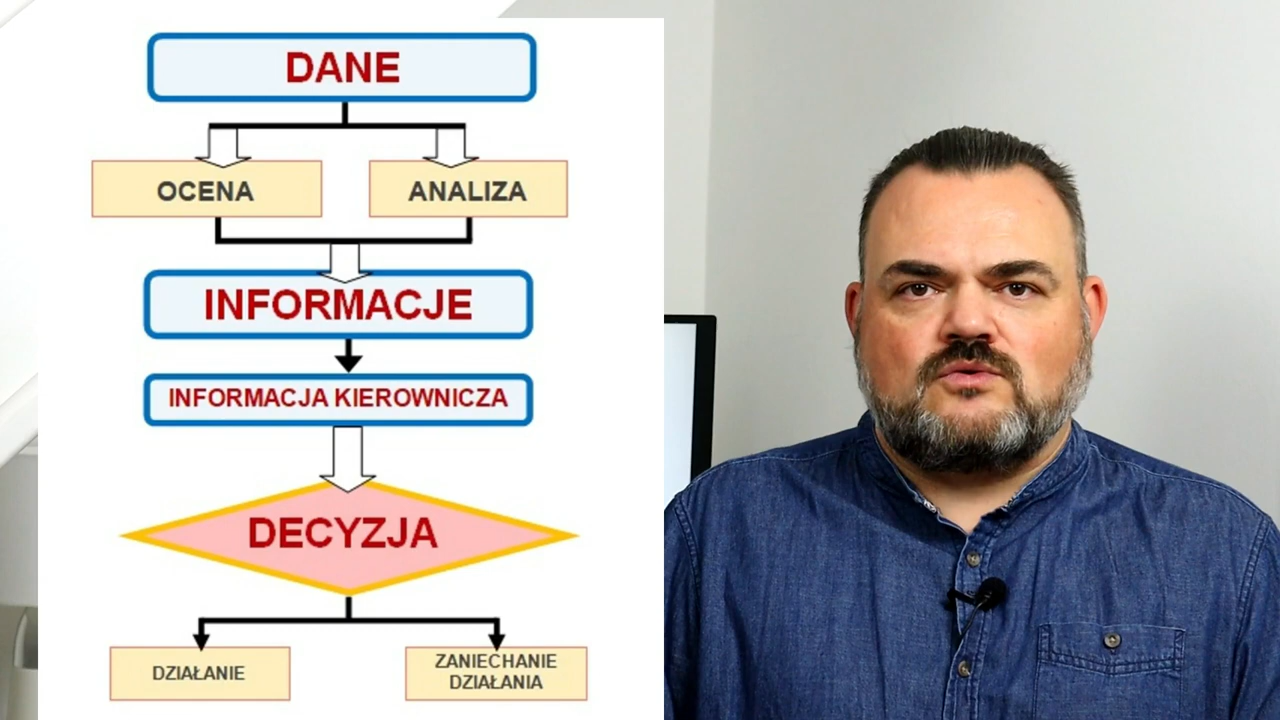 DANE
OCENA
ANALIZA
INFORMACJE
INFORMACJA KIEROWNICZA
DECYZJA
DZIAŁANIE
ZANIECHANIE
DZIAŁANIA